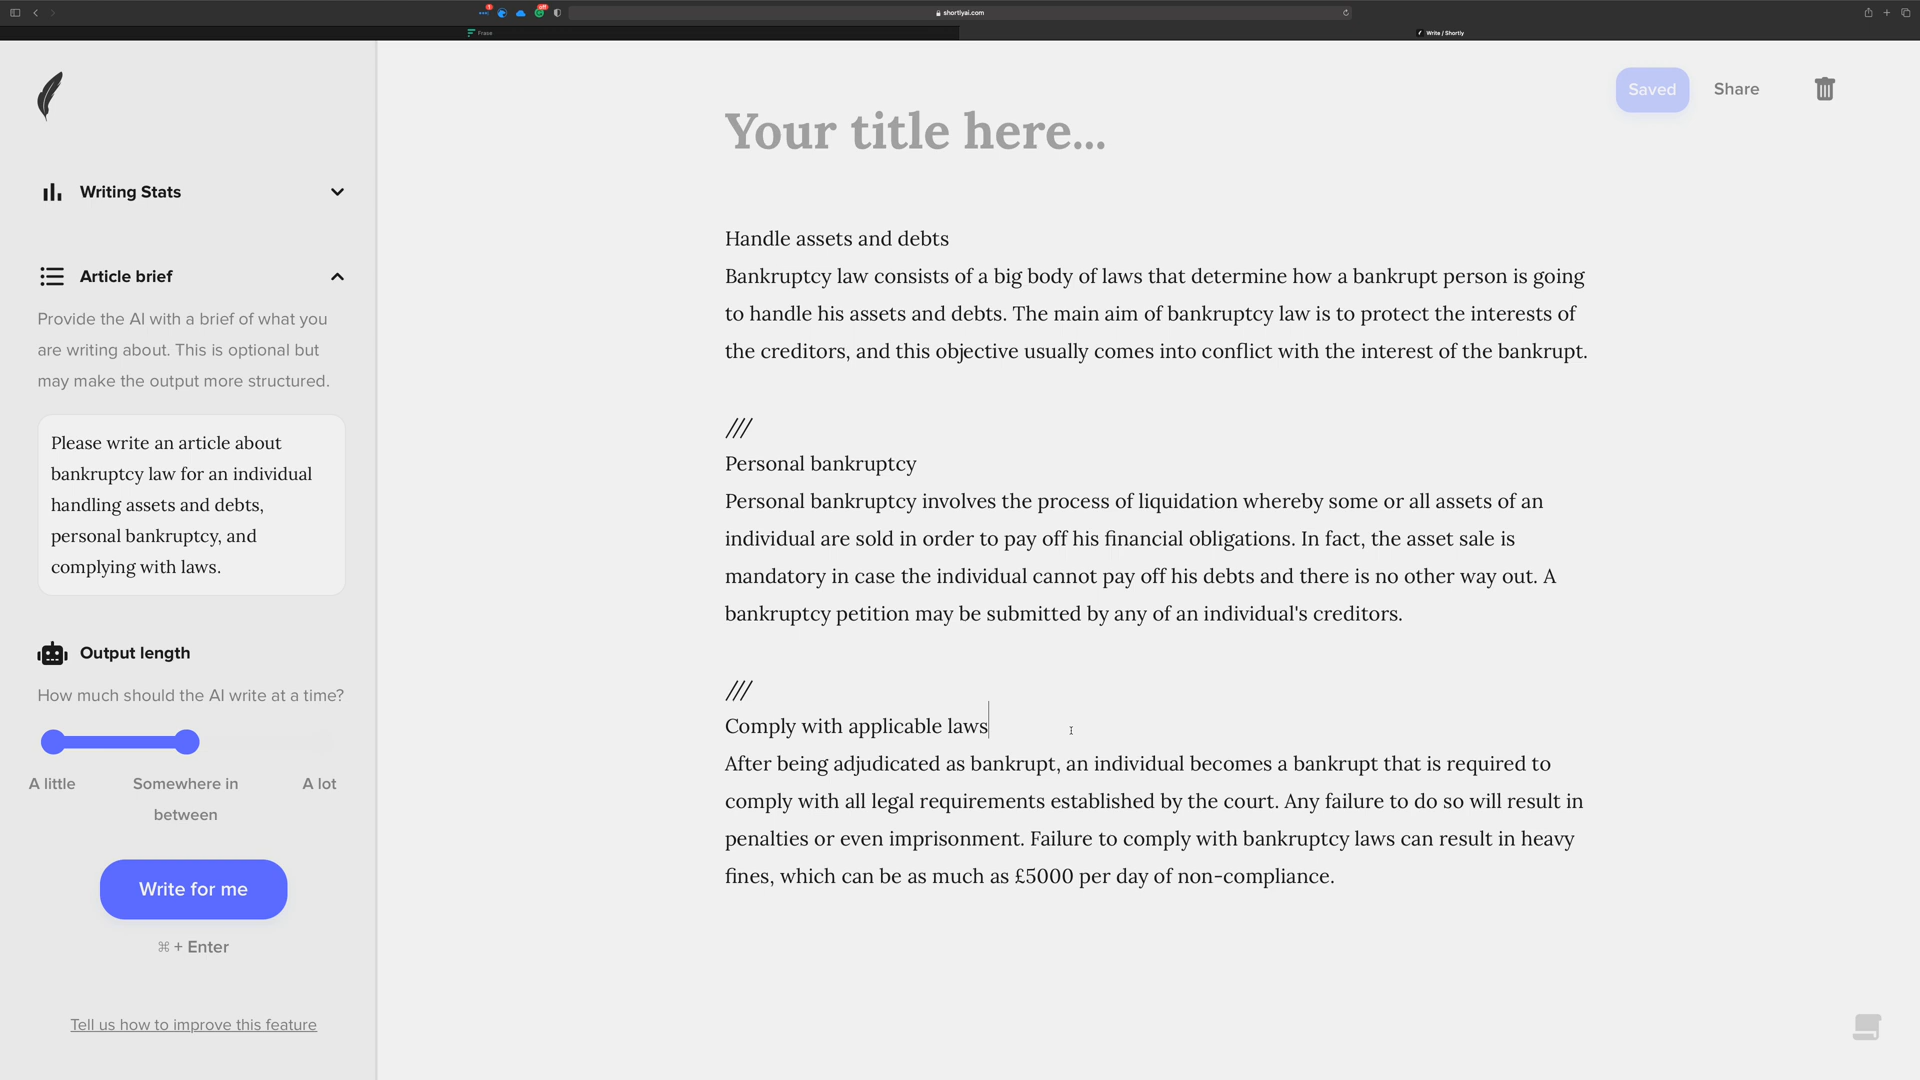 shortlyai.com
Frase
Write / Shortly
Saved
Share
Your title here...
Writing Stats
Article brief
Provide the AI with a brief of what you
are writing about. This is optional but
may make the output more structured.
Please write an article about
bankruptcy law for an individual
handling assets and debts,
personal bankruptcy, and
complying with laws.
Output length
How much should the AI write at a time?
A little
Somewhere in
between
A lot
Write for me
⌘ + Enter
Tell us how to improve this feature
Handle assets and debts
Bankruptcy law consists of a big body of laws that determine how a bankrupt person is going
to handle his assets and debts. The main aim of bankruptcy law is to protect the interests of
the creditors, and this objective usually comes into conflict with the interest of the bankrupt.
///
Personal bankruptcy
Personal bankruptcy involves the process of liquidation whereby some or all assets of an
individual are sold in order to pay off his financial obligations. In fact, the asset sale is
mandatory in case the individual cannot pay off his debts and there is no other way out. A
bankruptcy petition may be submitted by any of an individual's creditors.
///
Comply with applicable laws
After being adjudicated as bankrupt, an individual becomes a bankrupt that is required to
comply with all legal requirements established by the court. Any failure to do so will result in
penalties or even imprisonment. Failure to comply with bankruptcy laws can result in heavy
fines, which can be as much as £5000 per day of non-compliance.